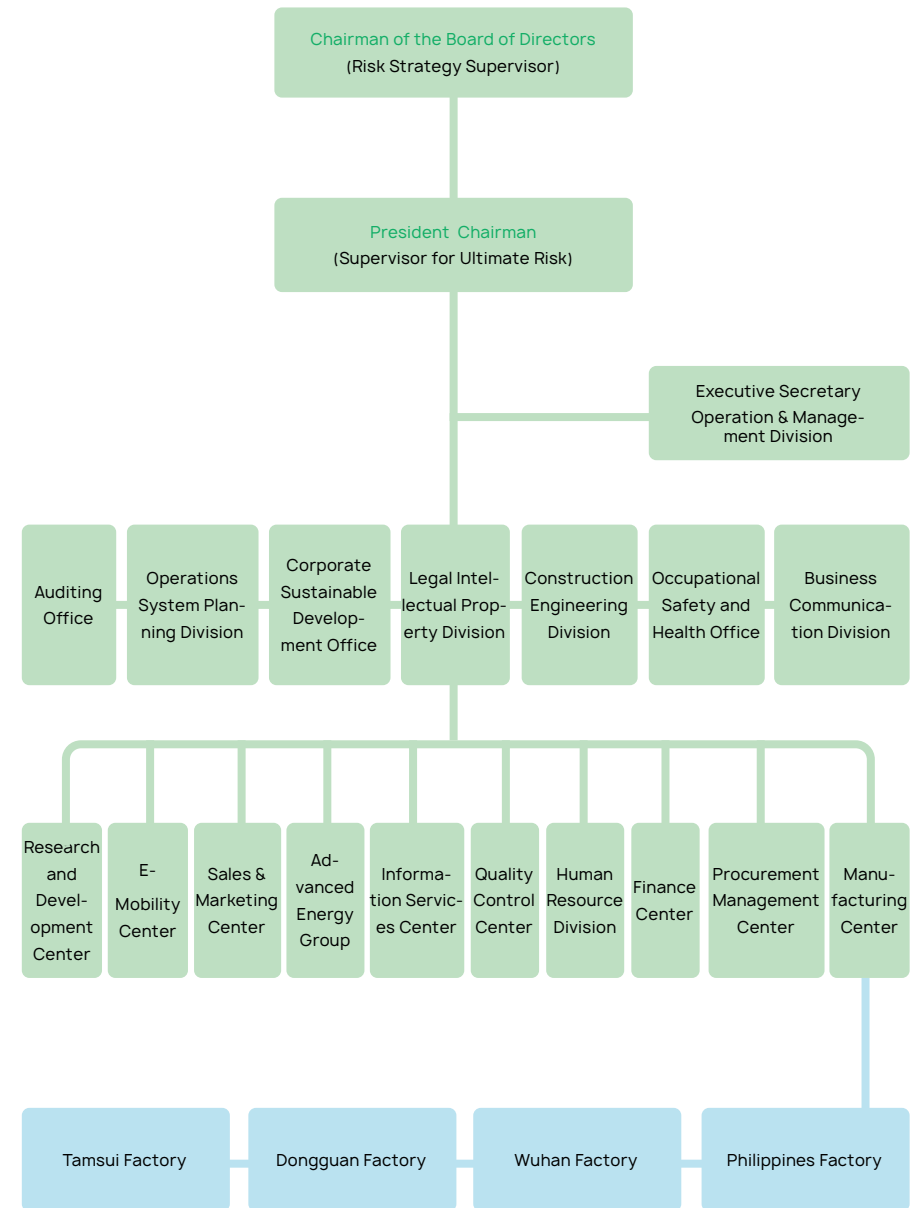 Chairman of the Board of Directors
(Risk Strategy Supervisor)
President Chairman
(Supervisor for Ultimate Risk)
Executive Secretary
Operation & Manage-
ment Division
Auditing
Office
Operations
System Plan-
ning Division
Corporate
Sustainable
Develop-
ment Office
Legal Intel-
lectual Prop-
erty Division
Construction
Engineering
Division
Occupational
Safety and
Health Office
Business
Communica-
tion Division
Research
and
Devel-
opment
Center
E-
Mobility
Center
Sales &
Marketing
Center
Ad-
vanced
Energy
Group
Informa-
tion Servic-
es Center
Quality
Control
Center
Human
Resource
Division
Finance
Center
Procurement
Management
Center
Manu-
facturing
Center
Tamsui Factory
Dongguan Factory
Wuhan Factory
Philippines Factory